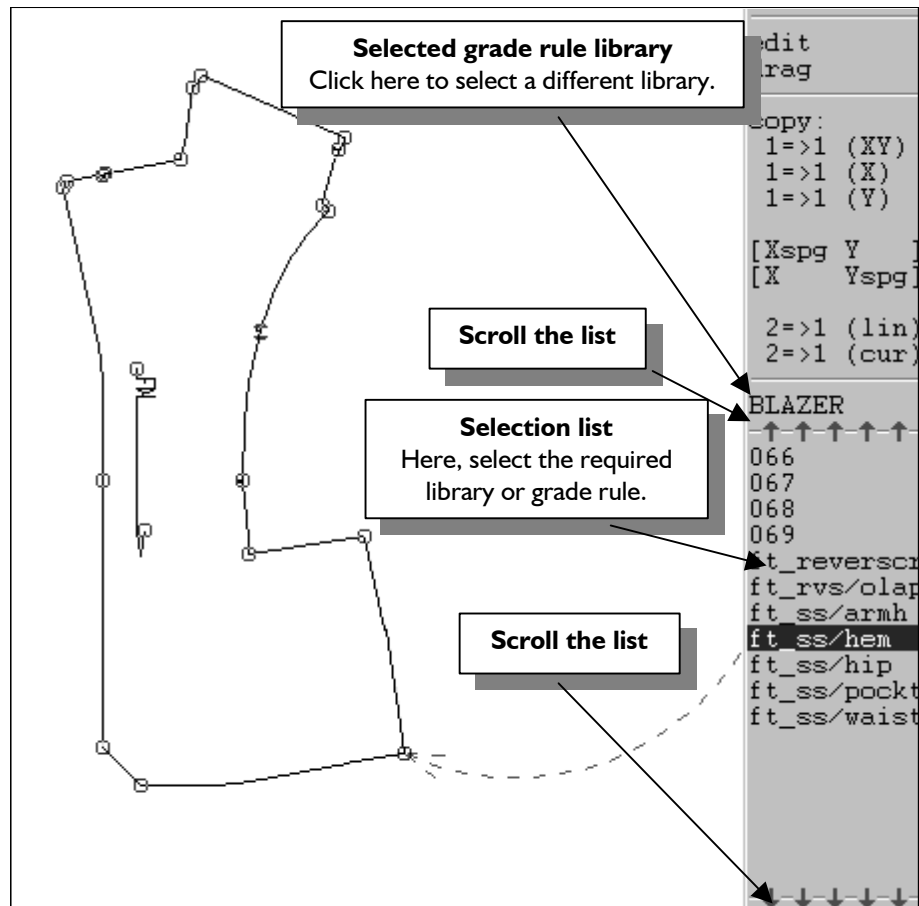 Selected grade rule library
Click here to select a different library.
edit
drag
copy:
1=>1 (XY)
1=>1 (X)
1=>1 (Y)
[Xspg Y ]
[X Yspg]
2=>1 (lin)
2=>1 (cur)
Scroll the list
BLAZER
Selection list
Here, select the required
library or grade rule.
066
067
068
069
ft_reverscr
ft_rvs/olap
ft_ss/armh
ft_ss/hem
ft_ss/hip
ft_ss/pockt
ft_ss/waist
Scroll the list